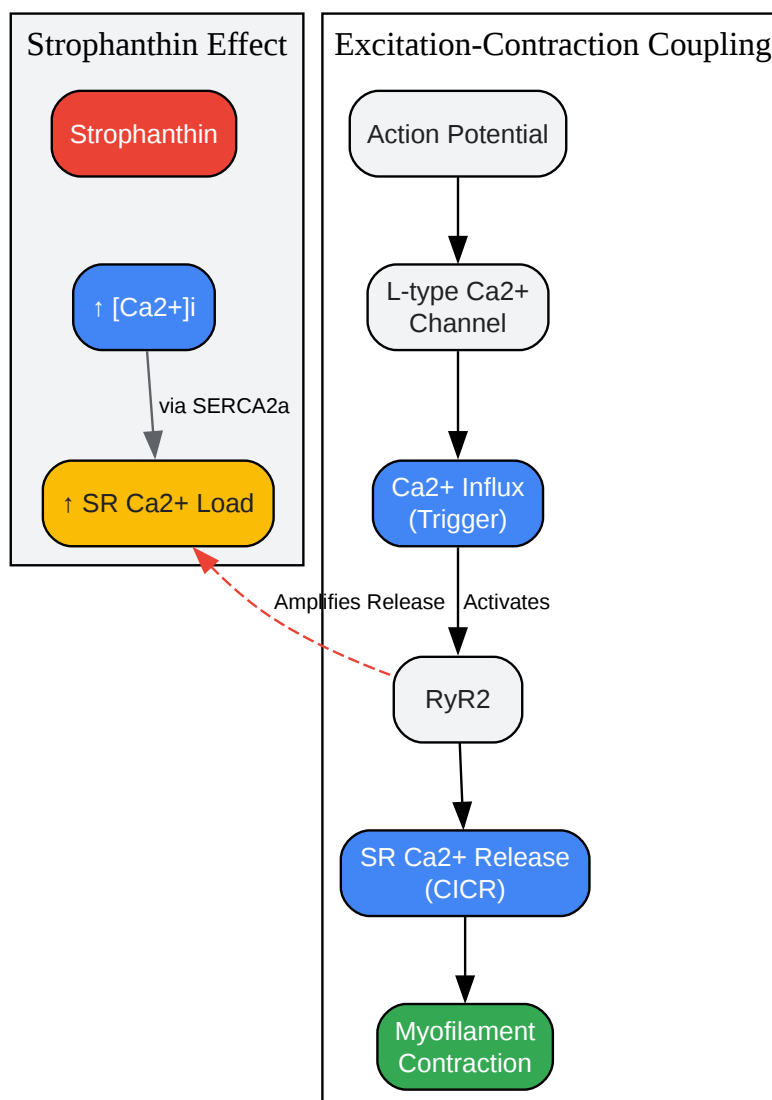 Strophanthin Effect
Strophanthin
↑ [Ca2+]i
via SERCA2a
↑ SR Ca2+ Load
Excitation-Contraction Coupling
Action Potential
L-type Ca2+
Channel
Ca2+ Influx
(Trigger)
Amplifies Release
Activates
RyR2
SR Ca2+ Release
(CICR)
Myofilament
Contraction